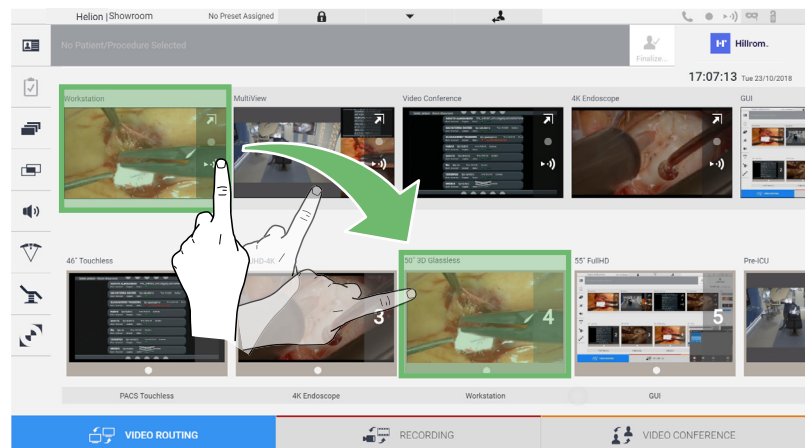 Helion | Showroom
No Preset Assigned
No Patient/Procedure Selected
Finalize...
H Hillrom.
17:07:13 Tue 23/10/2018
Workstation
MultiView
Video Conference
4K Endoscope
GUI
46" Touchless
HD-4K
50" 3D Glassless
55" FullHD
Pre-ICU
3
4
5
PACS Touchless
4K Endoscope
Workstation
GUI
VIDEO ROUTING
RECORDING
VIDEO CONFERENCE